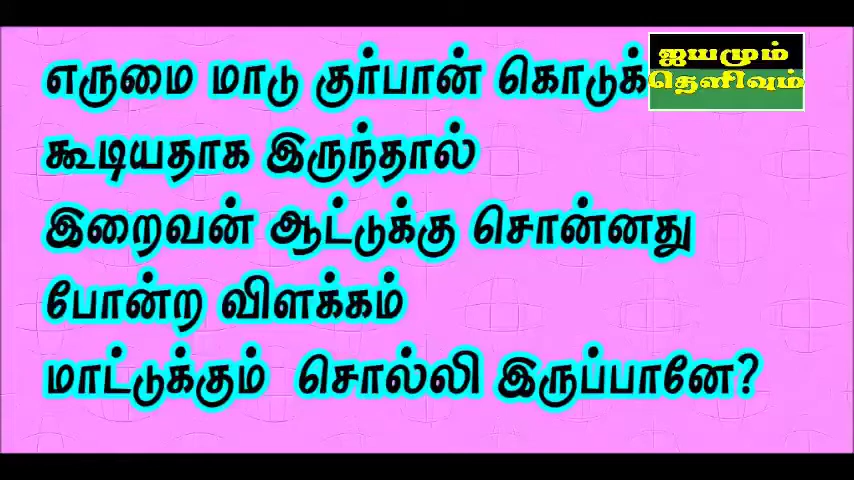 ஐயமும்
தெளிவும்
எருமை மாடு குர்பான் கொடுக்
கூடியதாக இருந்தால்
இறைவன் ஆட்டுக்கு சொன்னது
போன்ற விளக்கம்
மாட்டுக்கும் சொல்லி இருப்பானே?